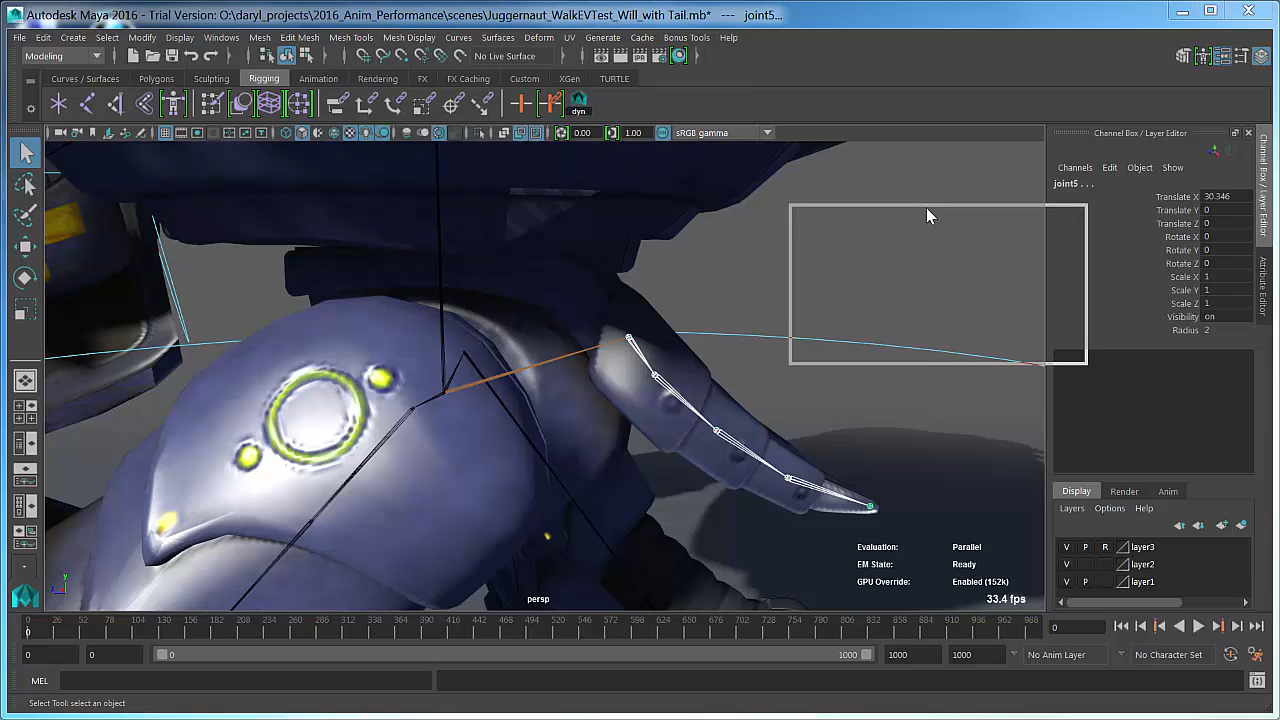 Autodesk Maya 2016 - Trial Version: O:\daryl_projects\2016_Anim_Performance\scenes\Juggernaut_WalkEVTest_Will_with Tail.mb* --- joint5...
File Edit Create Select Modify Display Windows Mesh Edit Mesh Mesh Tools Mesh Display Curves Surfaces Deform UV Generate Cache Bonus Tools Help
Modeling No Live Surface
Curves / Surfaces Polygons Sculpting Rigging Animation Rendering FX FX Caching Custom XGen TURTLE
dyn
0.00 1.00 sRGB gamma
Channel Box / Layer Editor
Channels Edit Object Show
joint5 . . .
Translate X 30.346
Translate Y 0
Translate Z 0
Rotate X 0
Rotate Y 0
Rotate Z 0
Scale X 1
Scale Y 1
Scale Z 1
Visibility on
Radius 2
Channel Box / Layer Editor
Attribute Editor
Display Render Anim
Layers Options Help
V P R layer3
V layer2
V P layer1
Evaluation: Parallel
EM State: Ready
GPU Override: Enabled (152k)
33.4 fps
persp
y
0 26 52 78 104 130 156 182 208 234 260 286 312 338 364 390 416 442 468 494 520 546 572 598 624 650 676 702 728 754 780 806 832 858 884 910 936 962 988
0
0
0 0 0 1000 1000 1000 No Anim Layer No Character Set
MEL
Select Tool: select an object